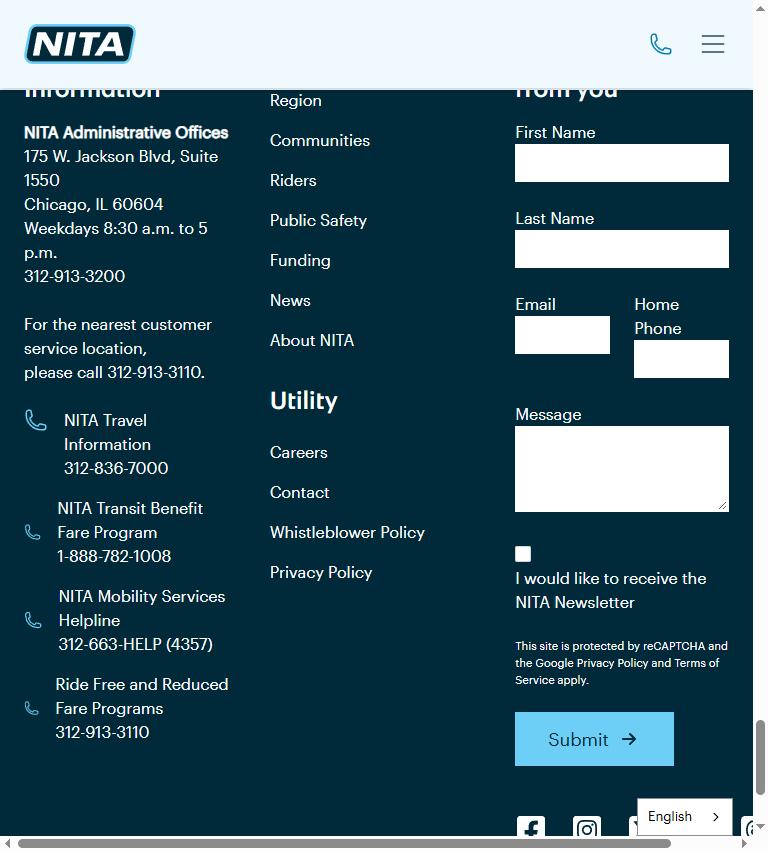 NITA
Information
NITA Administrative Offices
175 W. Jackson Blvd, Suite
1550
Chicago, IL 60604
Weekdays 8:30 a.m. to 5
p.m.
312-913-3200
For the nearest customer
service location,
please call 312-913-3110.
NITA Travel
Information
312-836-7000
NITA Transit Benefit
Fare Program
1-888-782-1008
NITA Mobility Services
Helpline
312-663-HELP (4357)
Ride Free and Reduced
Fare Programs
312-913-3110
Region
Communities
Riders
Public Safety
Funding
News
About NITA
Utility
Careers
Contact
Whistleblower Policy
Privacy Policy
from you
First Name
Last Name
Email
Home
Phone
Message
I would like to receive the
NITA Newsletter
This site is protected by reCAPTCHA and
the Google Privacy Policy and Terms of
Service apply.
Submit
English